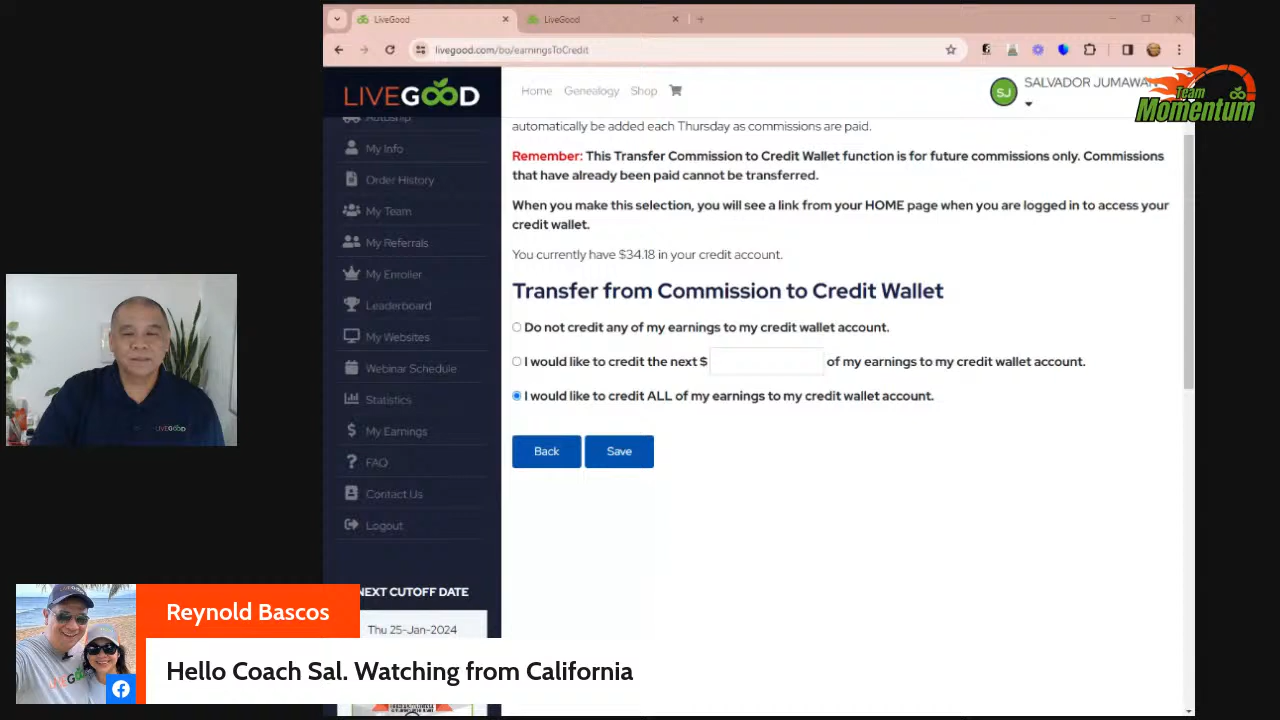 LiveGood
LiveGood
livegood.com/bo/earningsToCredit
LIVEGOOD
Home
Genealogy
Shop
SJ
SALVADOR JUMAWAN
Team
Momentum
Autoship
My Info
Order History
My Team
My Referrals
My Enroller
Leaderboard
My Websites
Webinar Schedule
Statistics
My Earnings
FAQ
Contact Us
Logout
NEXT CUTOFF DATE
Thu 25-Jan-2024
automatically be added each Thursday as commissions are paid.
Remember: This Transfer Commission to Credit Wallet function is for future commissions only. Commissions
that have already been paid cannot be transferred.
When you make this selection, you will see a link from your HOME page when you are logged in to access your
credit wallet.
You currently have $34.18 in your credit account.
Transfer from Commission to Credit Wallet
Do not credit any of my earnings to my credit wallet account.
I would like to credit the next $ of my earnings to my credit wallet account.
I would like to credit ALL of my earnings to my credit wallet account.
Back
Save
LIVEGOOD
Reynold Bascos
Hello Coach Sal. Watching from California